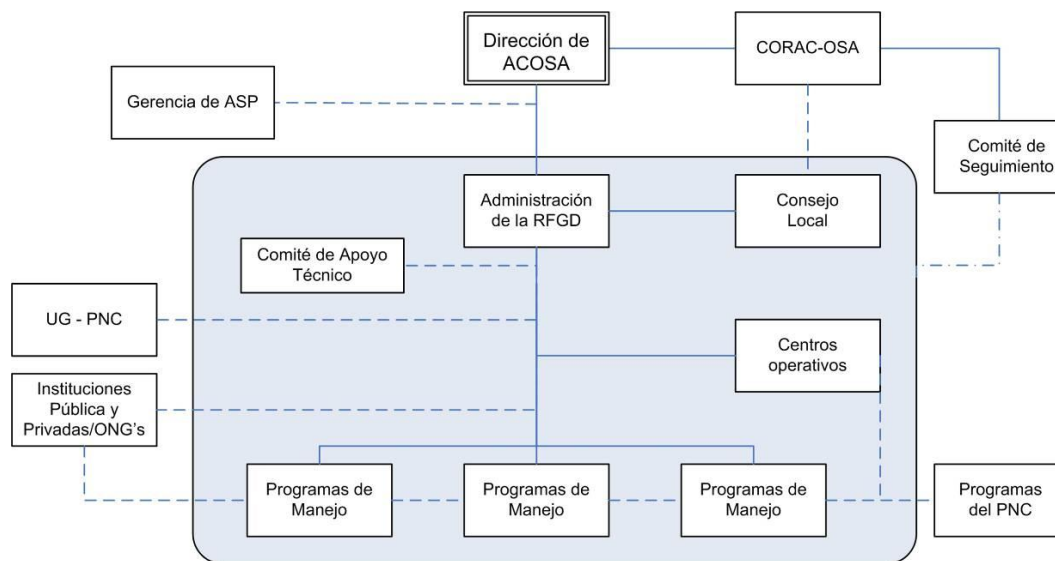 Dirección de
ACOSA
CORAC-OSA
Gerencia de ASP
Comité de
Seguimiento
Administración
de la RFGD
Consejo
Local
Comité de Apoyo
Técnico
UG - PNC
Centros
operativos
Instituciones
Pública y
Privadas/ONG's
Programas de
Manejo
Programas de
Manejo
Programas de
Manejo
Programas
del PNC